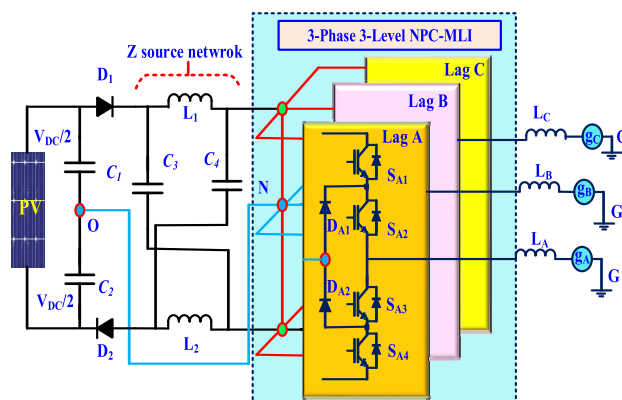 3-Phase 3-Level NPC-MLI
Z source netwrok
Lag C
D1
Lag B
L1
Lag A
LC
gC
G
VDC/2
C1
C3
C4
SA1
N
LB
gB
PV
DA1
SA2
G
O
LA
gA
DA2
G
C2
VDC/2
SA3
D2
L2
SA4